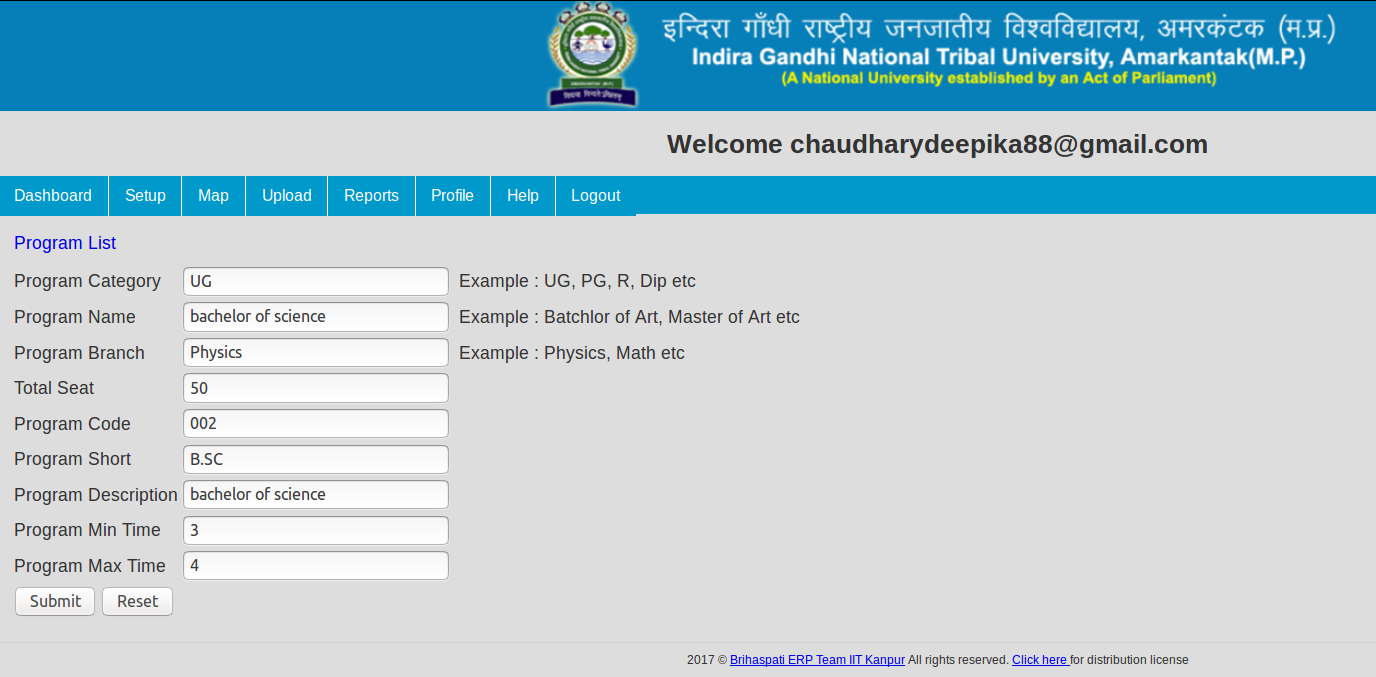 इन्दिरा गाँधी राष्ट्रीय जनजातीय विश्वविद्यालय, अमरकंटक (म.प्र.)
Indira Gandhi National Tribal University, Amarkantak(M.P.)
(A National University established by an Act of Parliament)
Welcome chaudharydeepika88@gmail.com
Dashboard Setup Map Upload Reports Profile Help Logout
Program List
Program Category UG Example : UG, PG, R, Dip etc
Program Name bachelor of science Example : Batchlor of Art, Master of Art etc
Program Branch Physics Example : Physics, Math etc
Total Seat 50
Program Code 002
Program Short B.SC
Program Description bachelor of science
Program Min Time 3
Program Max Time 4
Submit Reset
2017 © Brihaspati ERP Team IIT Kanpur All rights reserved. Click here for distribution license